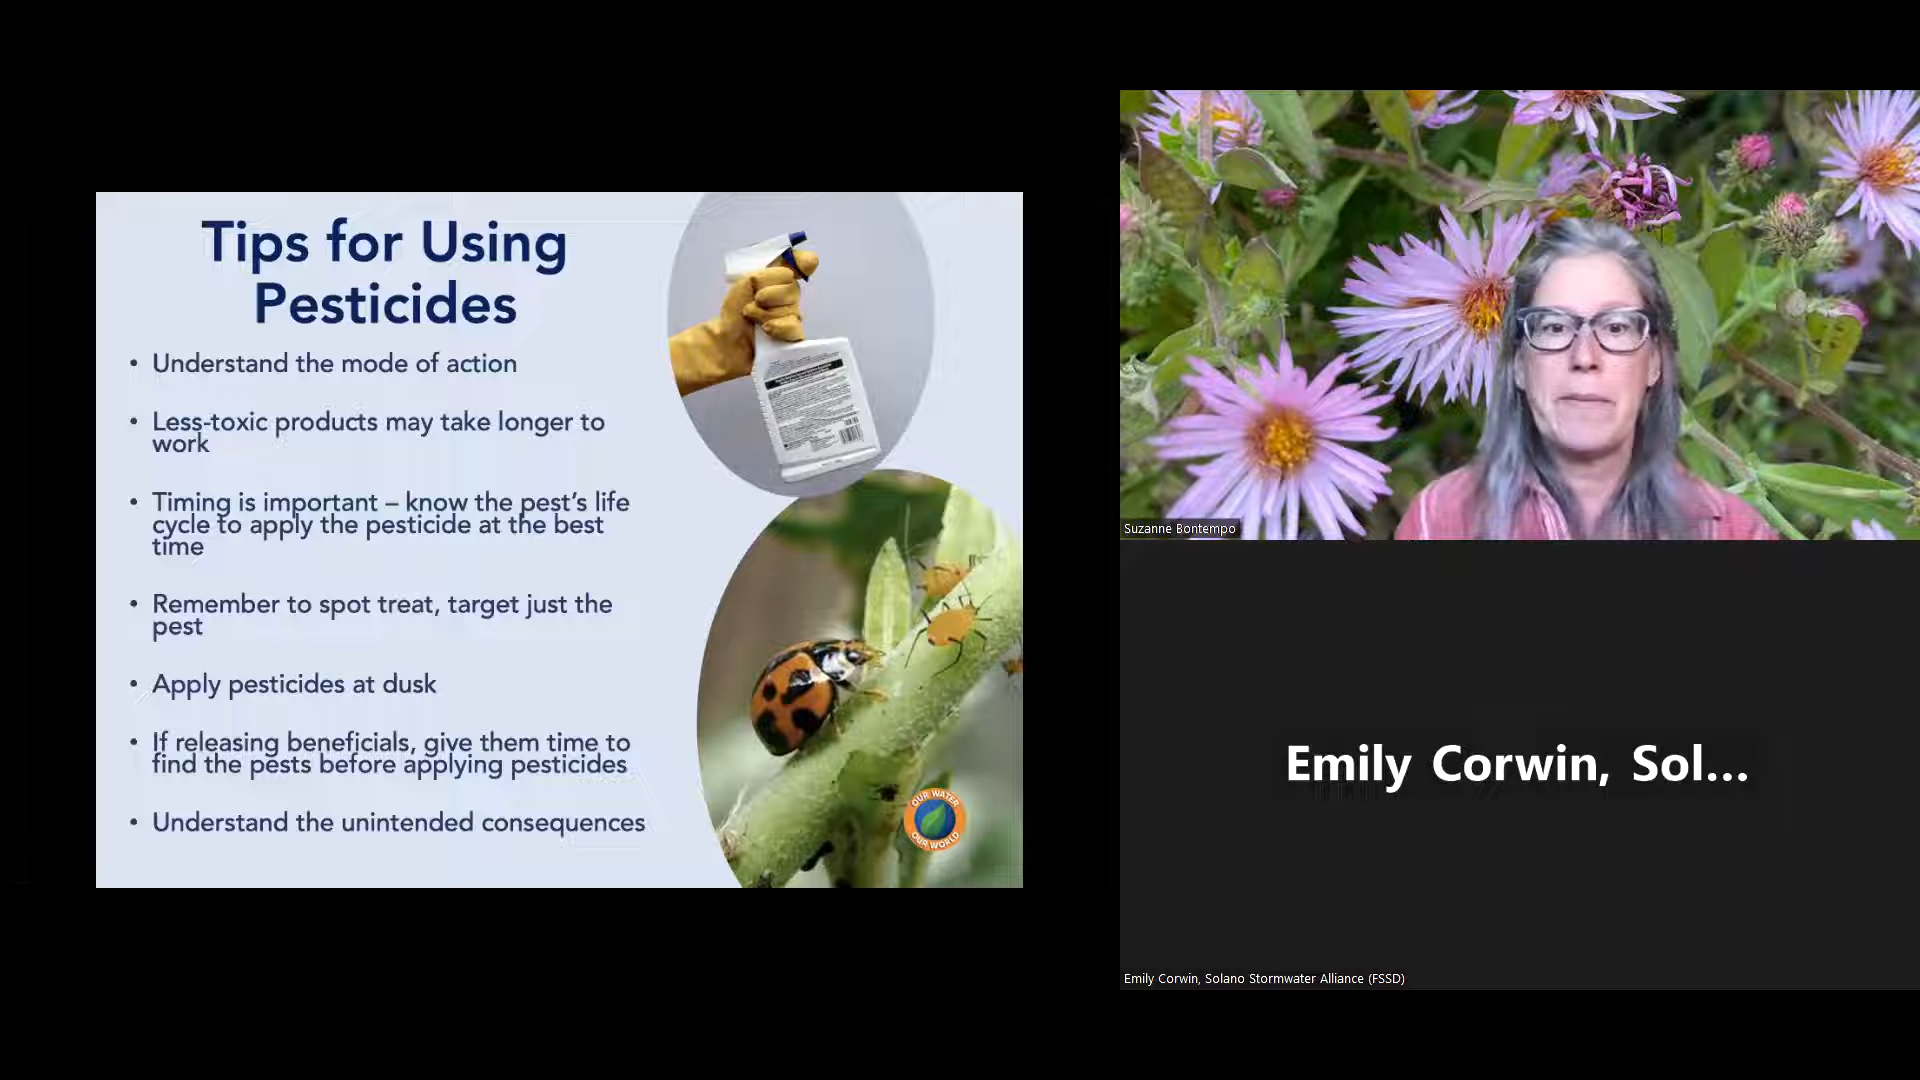 Tips for Using
Pesticides
• Understand the mode of action
• Less-toxic products may take longer to
work
• Timing is important – know the pest's life
cycle to apply the pesticide at the best
time
• Remember to spot treat, target just the
pest
• Apply pesticides at dusk
• If releasing beneficials, give them time to
find the pests before applying pesticides
• Understand the unintended consequences
OUR WATER
OUR WORLD
Suzanne Bontempo
Emily Corwin, Sol...
Emily Corwin, Solano Stormwater Alliance (FSSD)